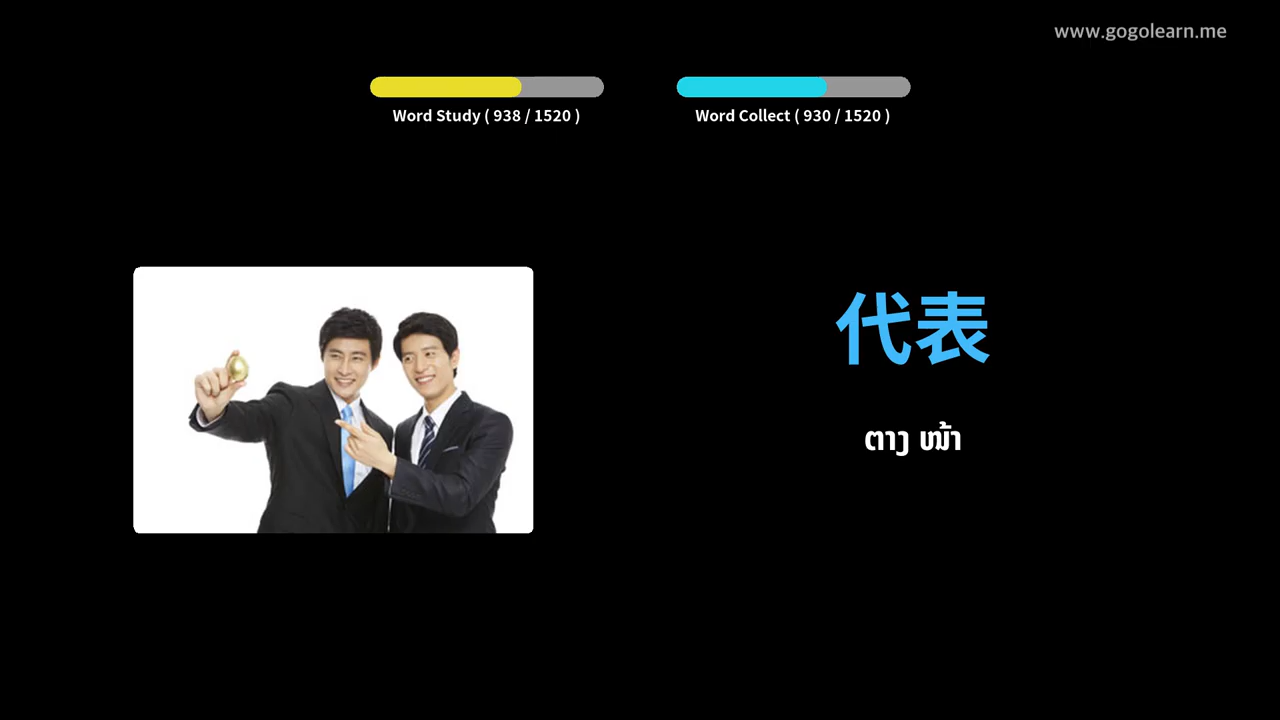 www.gogolearn.me
Word Study ( 938 / 1520 )
Word Collect ( 930 / 1520 )
代表
ຕາງ ໜ້າ